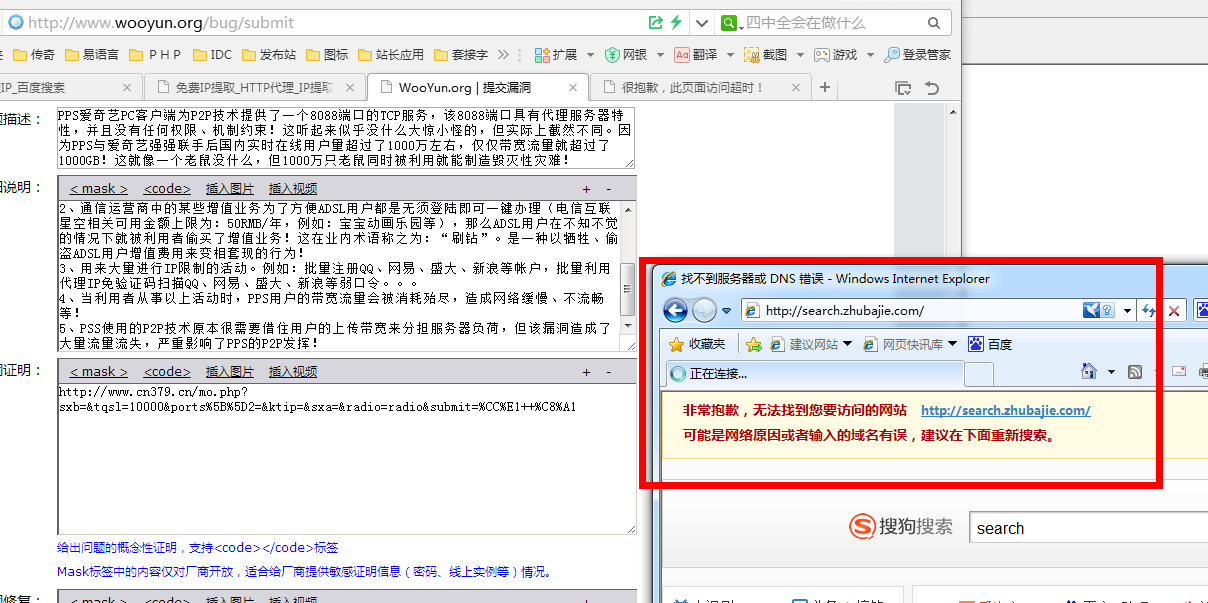 http://www.wooyun.org/bug/submit
四中全会在做什么
传奇 易语言 P H P IDC 发布站 图标 站长应用 套接字 » 扩展 网银 翻译 截图 游戏 登录管家
IP_百度搜索 免费IP提取_HTTP代理_IP提取 WooYun.org | 提交漏洞 很抱歉，此页面访问超时！
描述：
PPS爱奇艺PC客户端为P2P技术提供了一个8088端口的TCP服务，该8088端口具有代理服务器特
性，并且没有任何权限、机制约束！这听起来似乎没什么大惊小怪的，但实际上截然不同。因
为PPS与爱奇艺强强联手后国内实时在线用户量超过了1000万左右，仅仅带宽流量就超过了
1000GB！这就像一个老鼠没什么，但1000万只老鼠同时被利用就能制造毁灭性灾难！
说明：
< mask > <code> 插入图片 插入视频 + -
2、通信运营商中的某些增值业务为了方便ADSL用户都是无须登陆即可一键办理（电信互联
星空相关可用金额上限为：50RMB/年，例如：宝宝动画乐园等），那么ADSL用户在不知不觉
的情况下就被利用者偷买了增值业务！这在业内术语称之为：“刷钻”。是一种以牺牲、偷
盗ADSL用户增值费用来变相套现的行为！
3、用来大量进行IP限制的活动。例如：批量注册QQ、网易、盛大、新浪等帐户，批量利用
代理IP免验证码扫描QQ、网易、盛大、新浪等弱口令。。。
4、当利用者从事以上活动时，PPS用户的带宽流量会被消耗殆尽，造成网络缓慢、不流畅
等！
5、PSS使用的P2P技术原本很需要借住用户的上传带宽来分担服务器负荷，但该漏洞造成了
大量流量流失，严重影响了PPS的P2P发挥！
证明：
< mask > <code> 插入图片 插入视频 + -
http://www.cn379.cn/mo.php?
sxb=&tqsl=10000&ports%5B%5D2=&ktip=&sxa=&radio=radio&submit=%CC%E1++%C8%A1
给出问题的概念性证明，支持<code></code>标签
Mask标签中的内容仅对厂商开放，适合给厂商提供敏感证明信息（密码、线上实例等）情况。
修复：
< mask > <code> 插入图片 插入视频
找不到服务器或 DNS 错误 - Windows Internet Explorer
http://search.zhubajie.com/
收藏夹 建议网站 网页快讯库 百度
正在连接...
非常抱歉，无法找到您要访问的网站 http://search.zhubajie.com/
可能是网络原因或者输入的域名有误，建议在下面重新搜索。
搜狗搜索 search